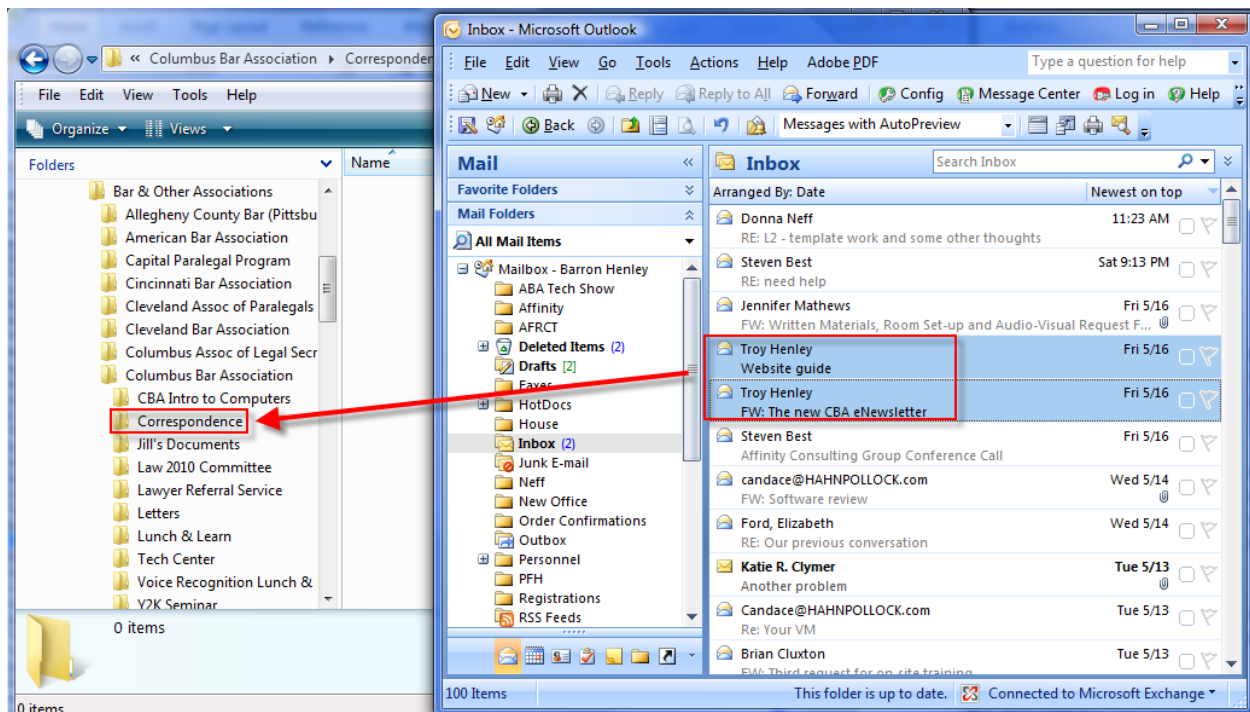 « Columbus Bar Association
File Edit View Tools Help
Organize Views
Folders
Name
Bar & Other Associations
Allegheny County Bar (Pittsbu
American Bar Association
Capital Paralegal Program
Cincinnati Bar Association
Cleveland Assoc of Paralegals
Cleveland Bar Association
Columbus Assoc of Legal Secr
Columbus Bar Association
CBA Intro to Computers
Correspondence
Jill's Documents
Law 2010 Committee
Lawyer Referral Service
Letters
Lunch & Learn
Tech Center
Voice Recognition Lunch &
Y2K Seminar
0 items
0 items
Inbox - Microsoft Outlook
File Edit View Go Tools Actions Help Adobe PDF Type a question for help
New Reply Reply to All Forward Config Message Center Log in Help
Back Messages with AutoPreview
Mail «
Favorite Folders
Mail Folders
All Mail Items
Mailbox - Barron Henley
ABA Tech Show
Affinity
AFRCT
Deleted Items (2)
Drafts [2]
Faxes
HotDocs
House
Inbox (2)
Junk E-mail
Neff
New Office
Order Confirmations
Outbox
Personnel
PFH
Registrations
RSS Feeds
Inbox Search Inbox
Arranged By: Date Newest on top
Donna Neff 11:23 AM
RE: L2 - template work and some other thoughts
Steven Best Sat 9:13 PM
RE: need help
Jennifer Mathews Fri 5/16
FW: Written Materials, Room Set-up and Audio-Visual Request F...
Troy Henley Fri 5/16
Website guide
Troy Henley Fri 5/16
FW: The new CBA eNewsletter
Steven Best Fri 5/16
Affinity Consulting Group Conference Call
candace@HAHNPOLLOCK.com Wed 5/14
FW: Software review
Ford, Elizabeth Wed 5/14
RE: Our previous conversation
Katie R. Clymer Tue 5/13
Another problem
Candace@HAHNPOLLOCK.com Tue 5/13
Re: Your VM
Brian Cluxton Tue 5/13
FW: Third request for on-site training
100 Items This folder is up to date. Connected to Microsoft Exchange